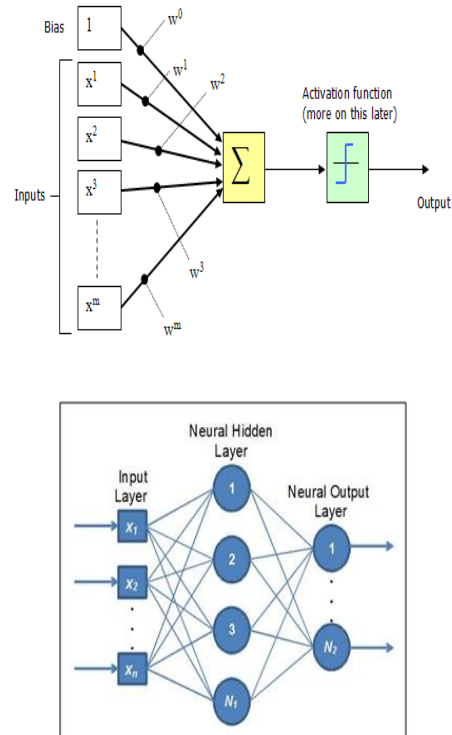 Bias
1
w⁰
x¹
w¹
w²
Activation function
(more on this later)
x²
Σ
Inputs
x³
Output
w³
xᵐ
wᵐ
Neural Hidden
Layer
Input
Layer
1
Neural Output
Layer
x₁
1
x₂
2
.
.
.
.
.
.
3
N₂
xₙ
N₁